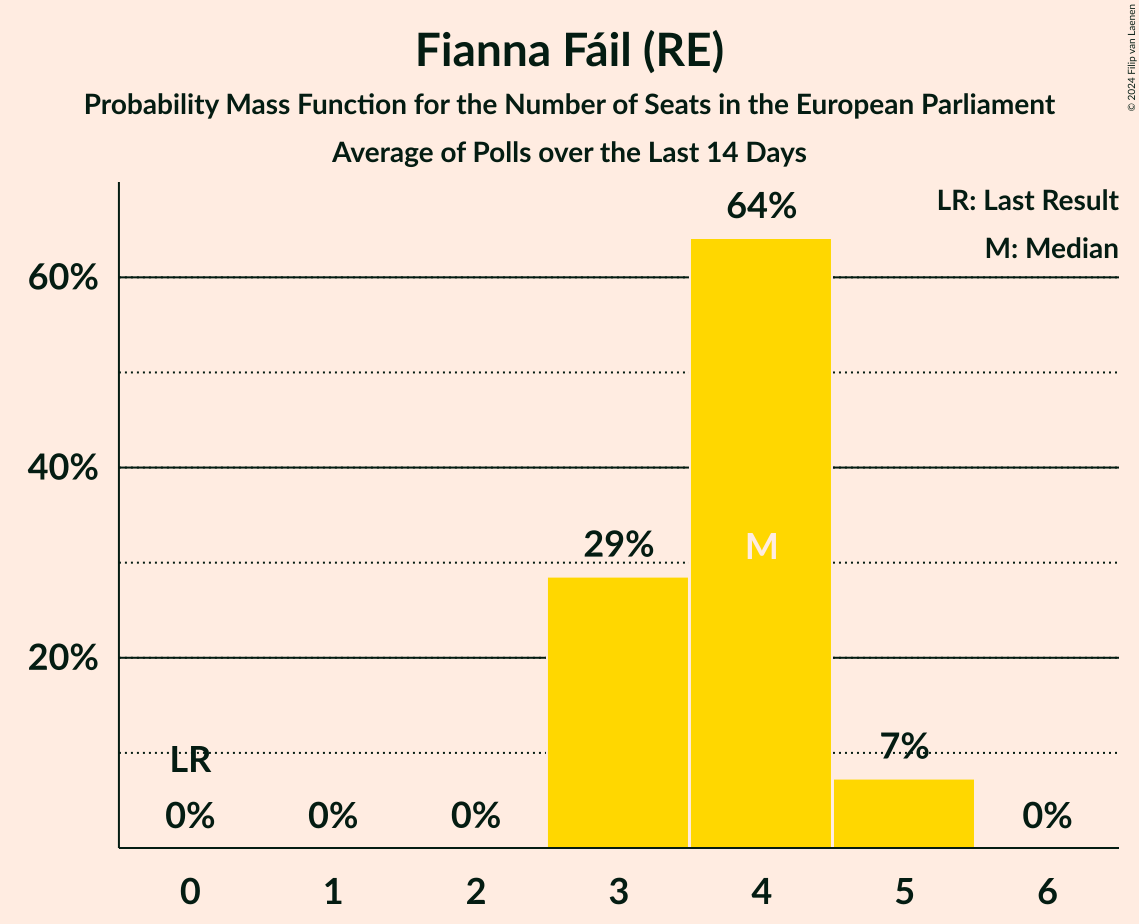 Fianna Fáil (RE)
Probability Mass Function for the Number of Seats in the European Parliament
Average of Polls over the Last 14 Days
© 2024 Filip van Laenen
LR: Last Result
M: Median
64%
60%
40%
29%
M
20%
LR
7%
0% 0% 0% 0%
0 1 2 3 4 5 6